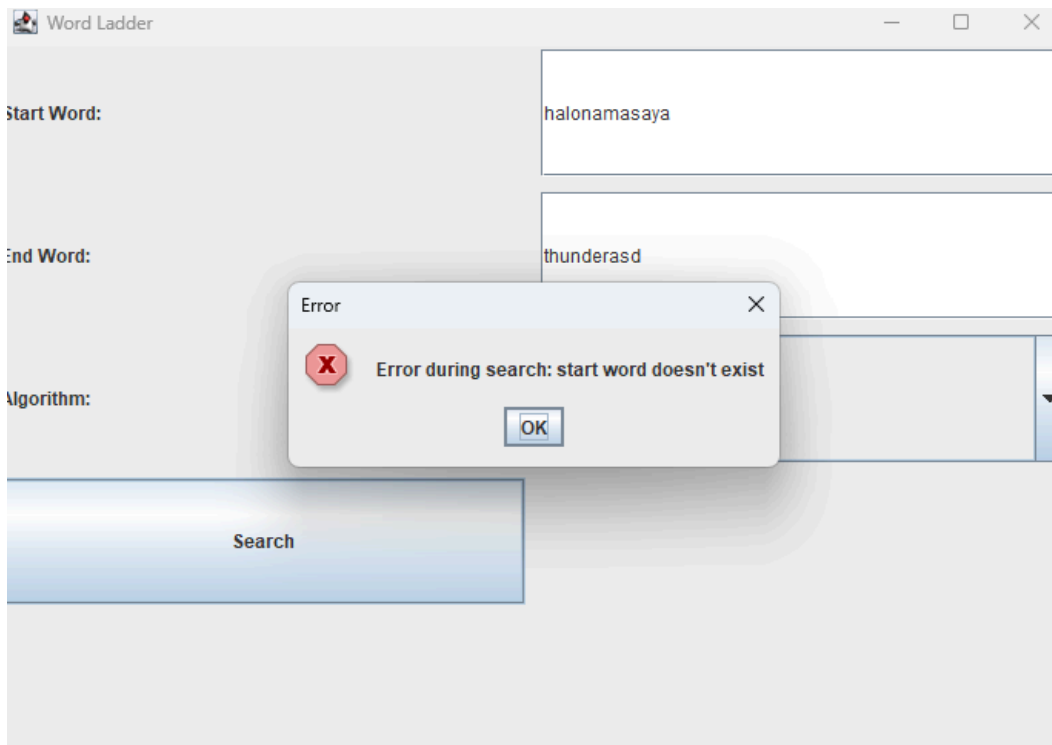 Word Ladder
Start Word:
halonamasaya
End Word:
thunderasd
Error
Error during search: start word doesn't exist
OK
Algorithm:
Search